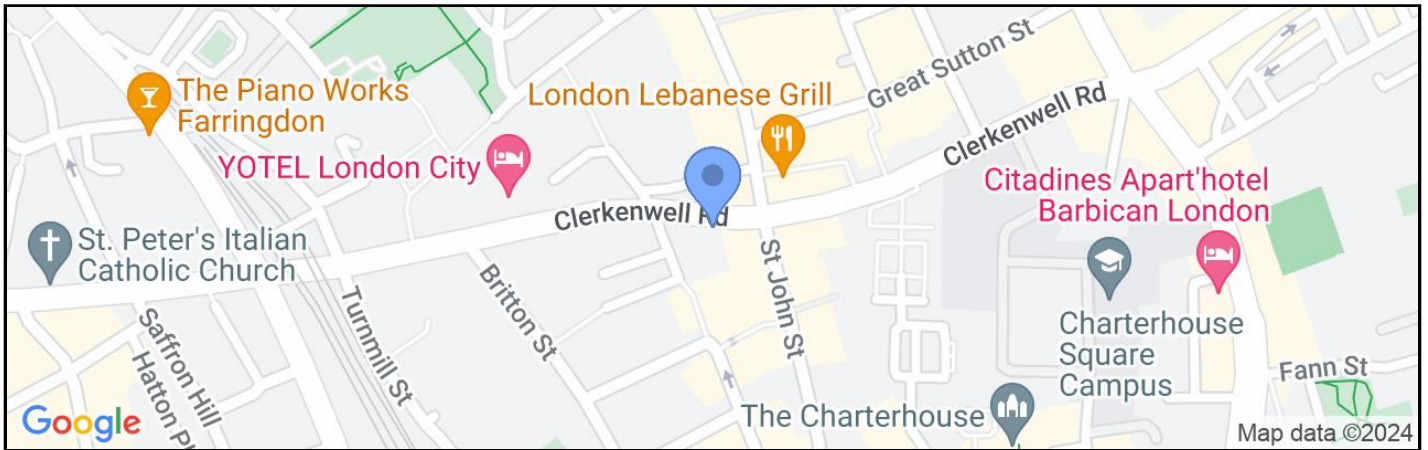 The Piano Works
Farringdon
London Lebanese Grill
Great Sutton St
Clerkenwell Rd
YOTEL London City
Clerkenwell Rd
Citadines Apart'hotel
Barbican London
St. Peter's Italian
Catholic Church
Britton St
St John St
Turnmill St
Saffron Hill
Hatton Pl
Charterhouse
Square
Campus
Fann St
The Charterhouse
Google
Map data ©2024